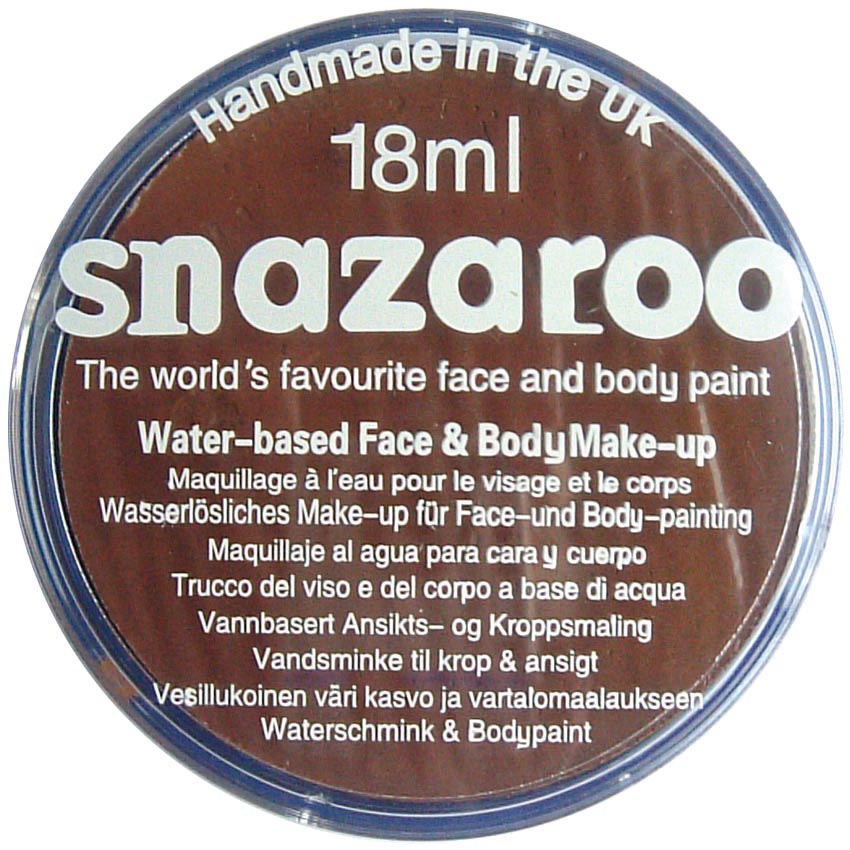 Handmade in the UK
18ml
snazaroo
The world's favourite face and body paint
Water-based Face & Body Make-up
Maquillage à l'eau pour le visage et le corps
Wasserlösliches Make-up für Face-und Body-painting
Maquillaje al agua para cara y cuerpo
Trucco del viso e del corpo a base di acqua
Vannbasert Ansikts- og Kroppsmaling
Vandsminke til krop & ansigt
Vesillukoinen väri kasvo ja vartalomaalaukseen
Waterschmink & Bodypaint